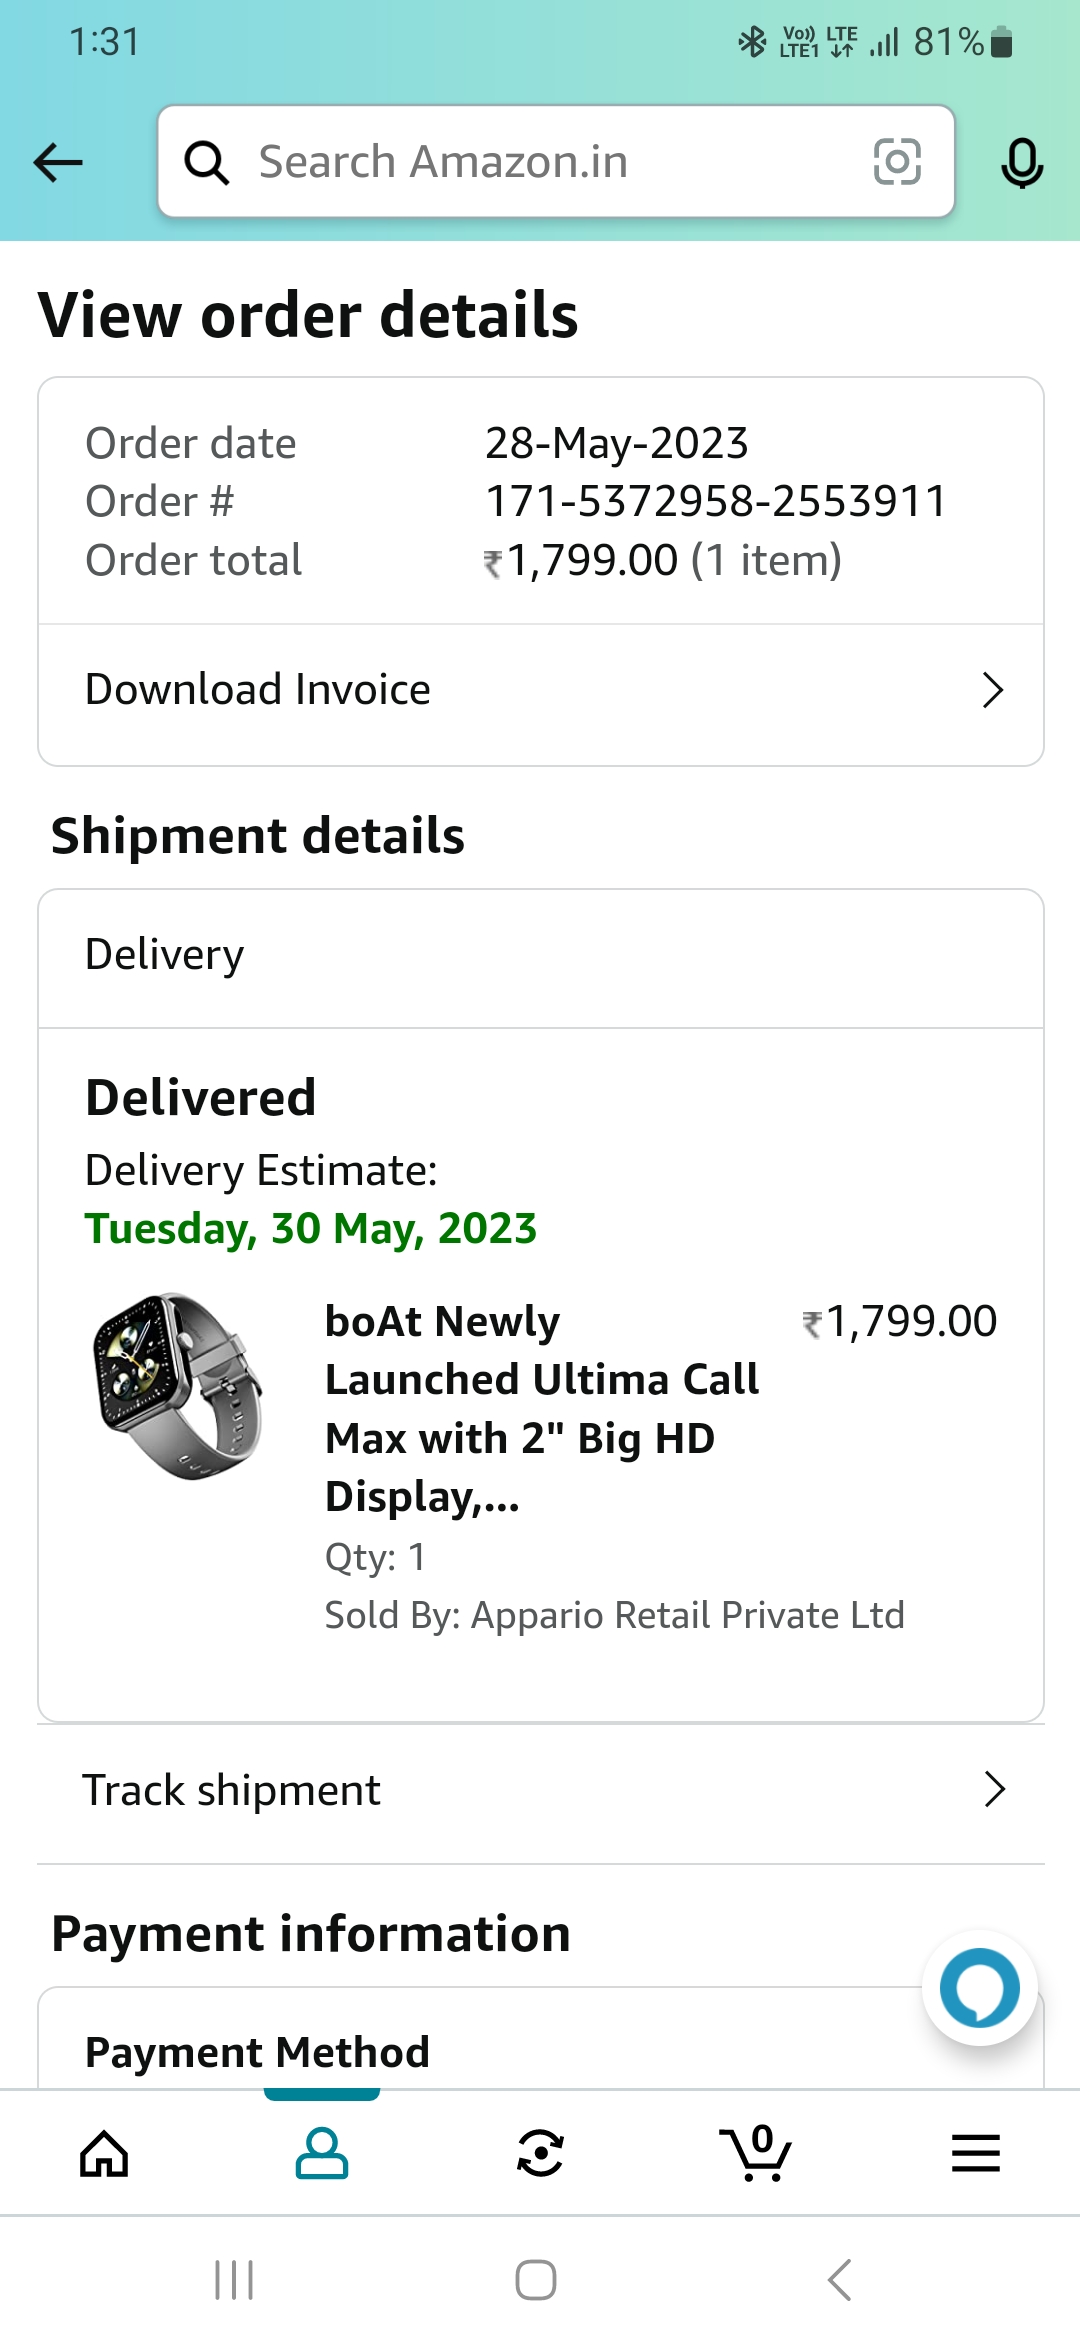 1:31
Vo)) LTE1 LTE 81%
Search Amazon.in
View order details
Order date 28-May-2023
Order # 171-5372958-2553911
Order total ₹1,799.00 (1 item)
Download Invoice
Shipment details
Delivery
Delivered
Delivery Estimate:
Tuesday, 30 May, 2023
boAt Newly ₹1,799.00
Launched Ultima Call
Max with 2" Big HD
Display,...
Qty: 1
Sold By: Appario Retail Private Ltd
Track shipment
Payment information
Payment Method
0